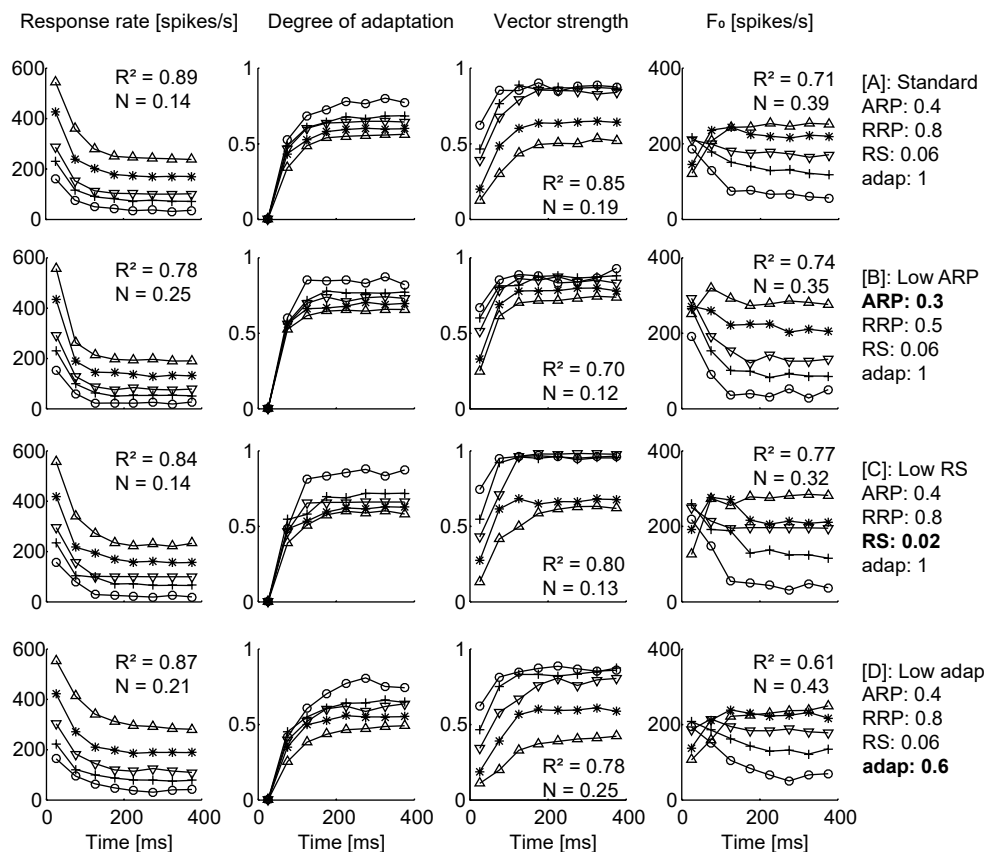 Response rate [spikes/s] Degree of adaptation Vector strength F₀ [spikes/s]
600
400
200
0
R² = 0.89
N = 0.14
1
0.5
0
1
0.5
0
R² = 0.85
N = 0.19
400
200
0
R² = 0.71
N = 0.39
[A]: Standard
ARP: 0.4
RRP: 0.8
RS: 0.06
adap: 1
600
400
200
0
R² = 0.78
N = 0.25
1
0.5
0
1
0.5
0
R² = 0.70
N = 0.12
400
200
0
R² = 0.74
N = 0.35
[B]: Low ARP
ARP: 0.3
RRP: 0.5
RS: 0.06
adap: 1
600
400
200
0
R² = 0.84
N = 0.14
1
0.5
0
1
0.5
0
R² = 0.80
N = 0.13
400
200
0
R² = 0.77
N = 0.32
[C]: Low RS
ARP: 0.4
RRP: 0.8
RS: 0.02
adap: 1
600
400
200
0
R² = 0.87
N = 0.21
1
0.5
0
1
0.5
0
R² = 0.78
N = 0.25
400
200
0
R² = 0.61
N = 0.43
[D]: Low adap
ARP: 0.4
RRP: 0.8
RS: 0.06
adap: 0.6
0 200 400 0 200 400 0 200 400 0 200 400
Time [ms] Time [ms] Time [ms] Time [ms]